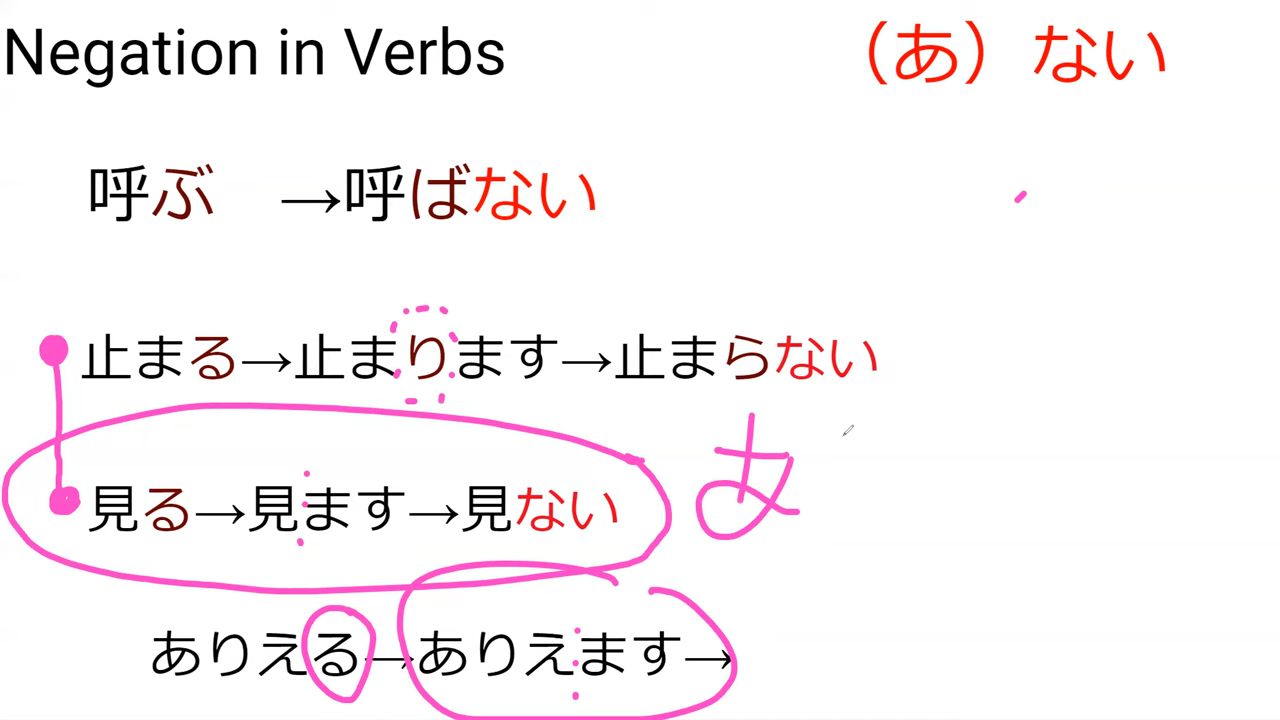 Negation in Verbs （あ）ない
呼ぶ →呼ばない
止まる→止まります→止まらない
見る→見ます→見ない
あ
ありえる→ありえます→